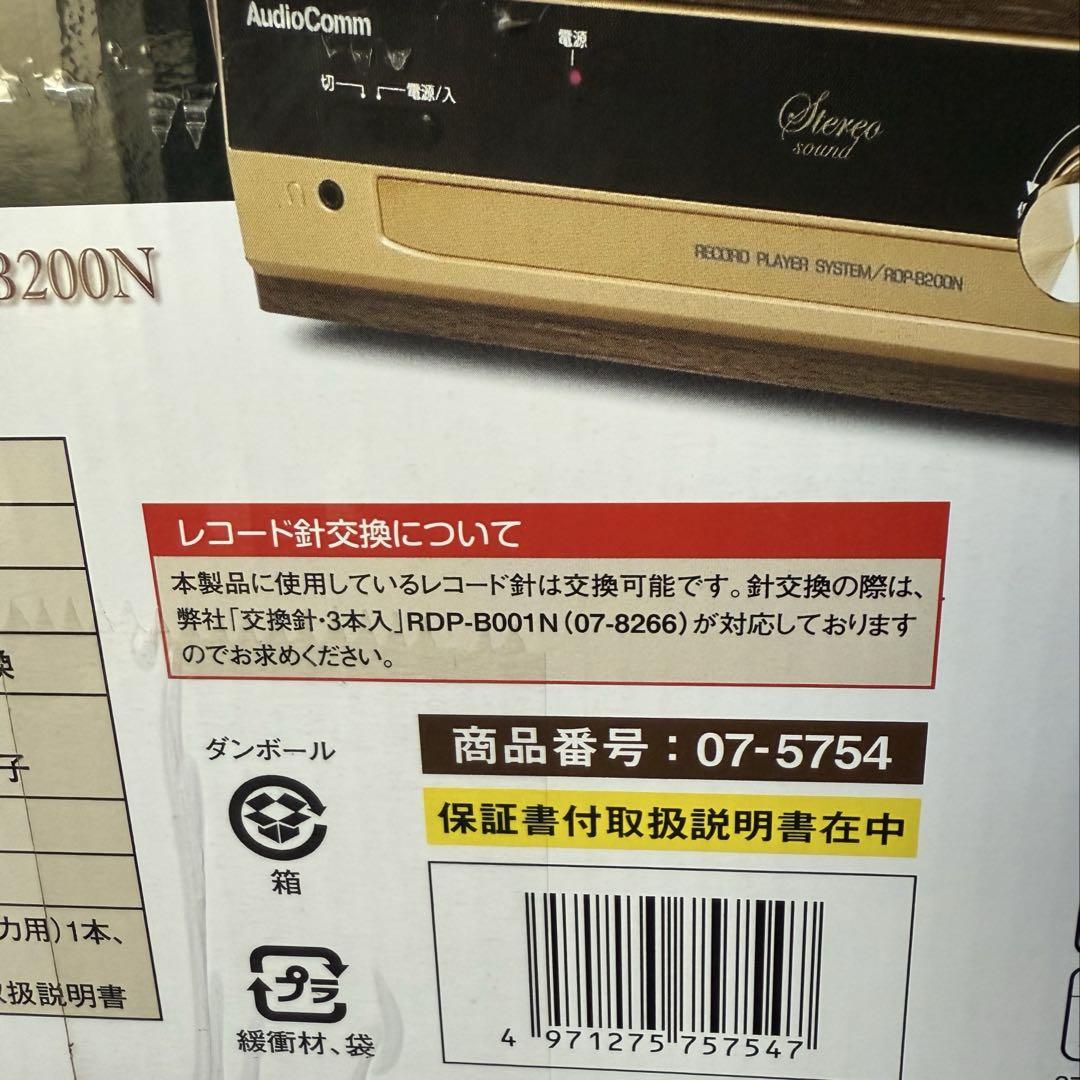 AudioComm
電源
切
電源/入
Stereo
sound
RECORD PLAYER SYSTEM/RDP-B200N
B200N
レコード針交換について
本製品に使用しているレコード針は交換可能です。針交換の際は、
弊社「交換針・3本入」RDP-B001N(07-8266)が対応しております
のでお求めください。
換
子
力用)1本、
取扱説明書
ダンボール
箱
プラ
緩衝材、袋
商品番号：07-5754
保証書付取扱説明書在中
4 971275 757547